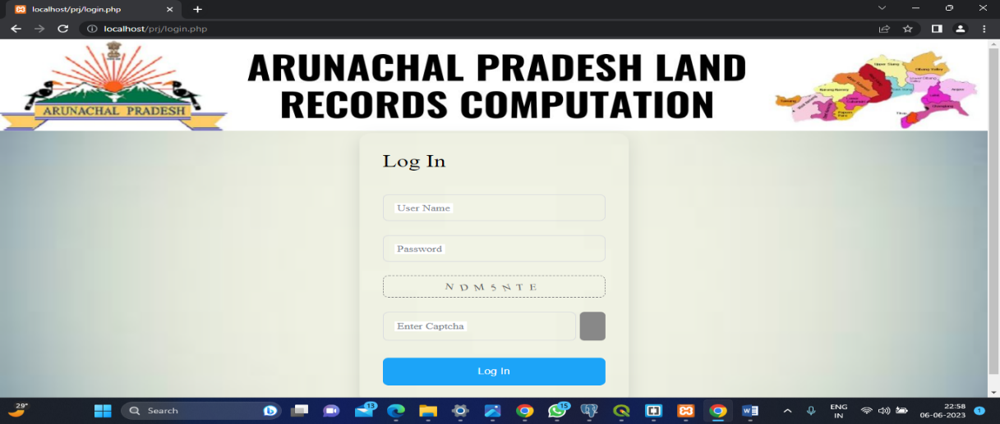 localhost/prj/login.php
localhost/prj/login.php
ARUNACHAL PRADESH
ARUNACHAL PRADESH LAND
RECORDS COMPUTATION
Log In
User Name
Password
NDM5NTE
Enter Captcha
Log In
29°
Search
13
15
ENG
IN
22:58
06-06-2023
1